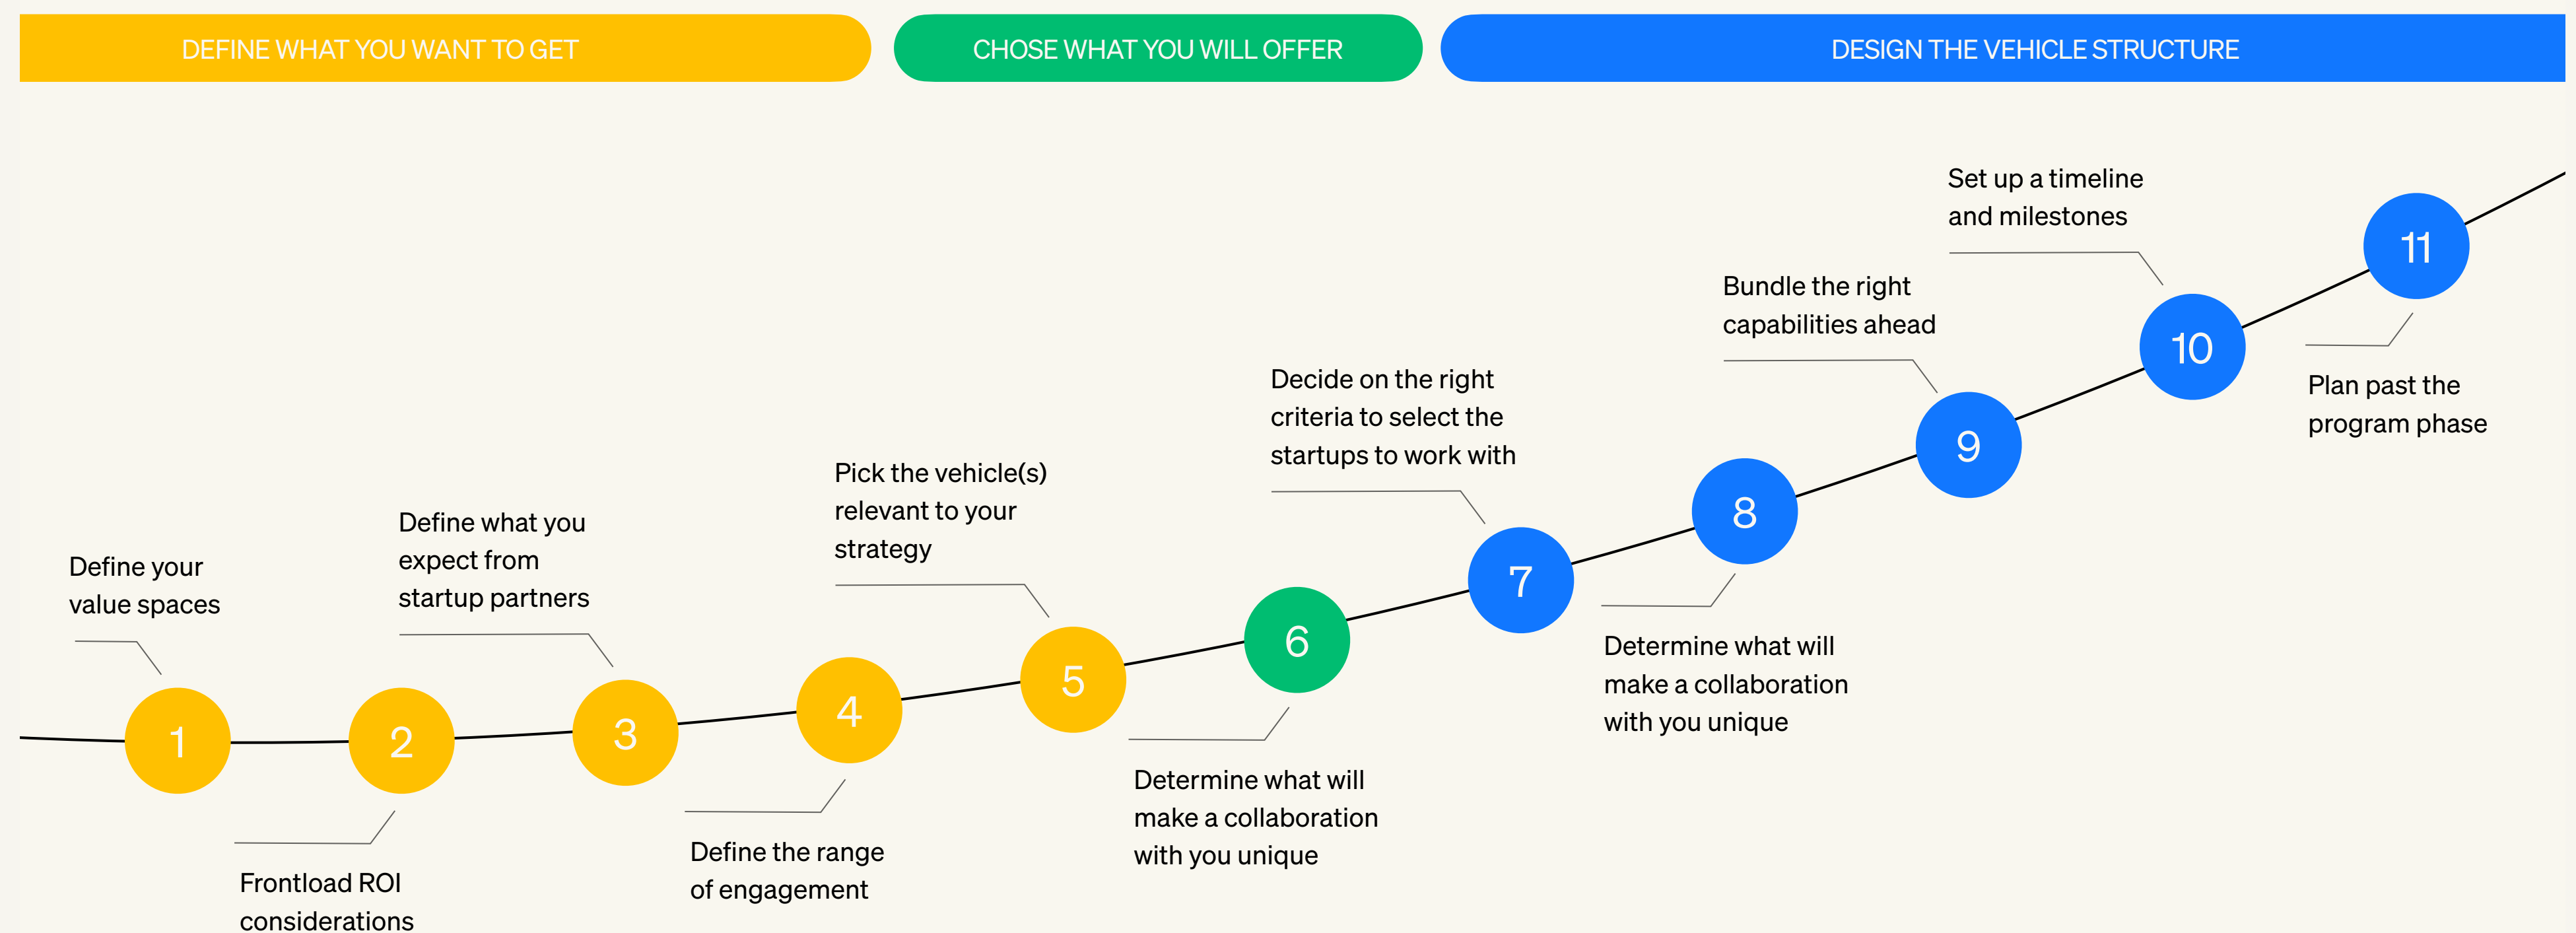 DEFINE WHAT YOU WANT TO GET
CHOSE WHAT YOU WILL OFFER
DESIGN THE VEHICLE STRUCTURE
Define your
value spaces
1
2
Frontload ROI
considerations
Define what you
expect from
startup partners
3
4
Define the range
of engagement
Pick the vehicle(s)
relevant to your
strategy
5
6
Determine what will
make a collaboration
with you unique
Decide on the right
criteria to select the
startups to work with
7
8
Determine what will
make a collaboration
with you unique
Bundle the right
capabilities ahead
9
Set up a timeline
and milestones
10
11
Plan past the
program phase